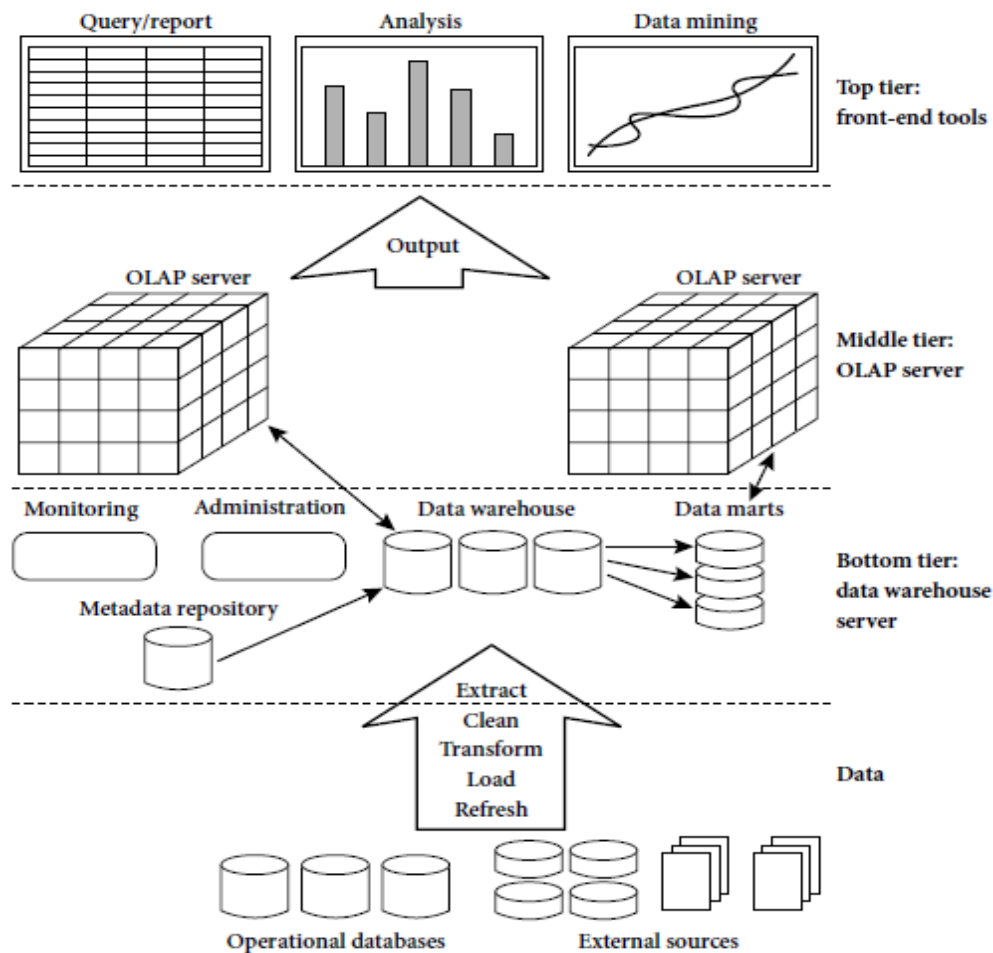 Query/report
Analysis
Data mining
Top tier:
front-end tools
Output
OLAP server
OLAP server
Middle tier:
OLAP server
Monitoring
Administration
Data warehouse
Data marts
Bottom tier:
data warehouse
server
Metadata repository
Extract
Clean
Transform
Load
Refresh
Data
Operational databases
External sources